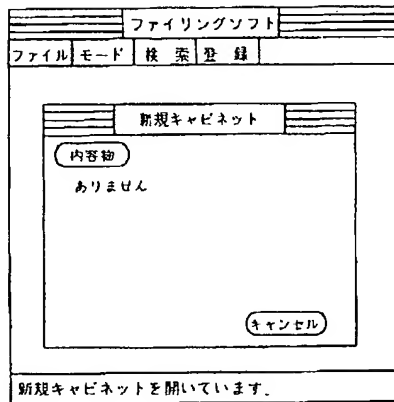 ファイリングソフト
ファイル モード 検索 登録
新規キャビネット
内容物
ありません
キャンセル
新規キャビネットを開いています.